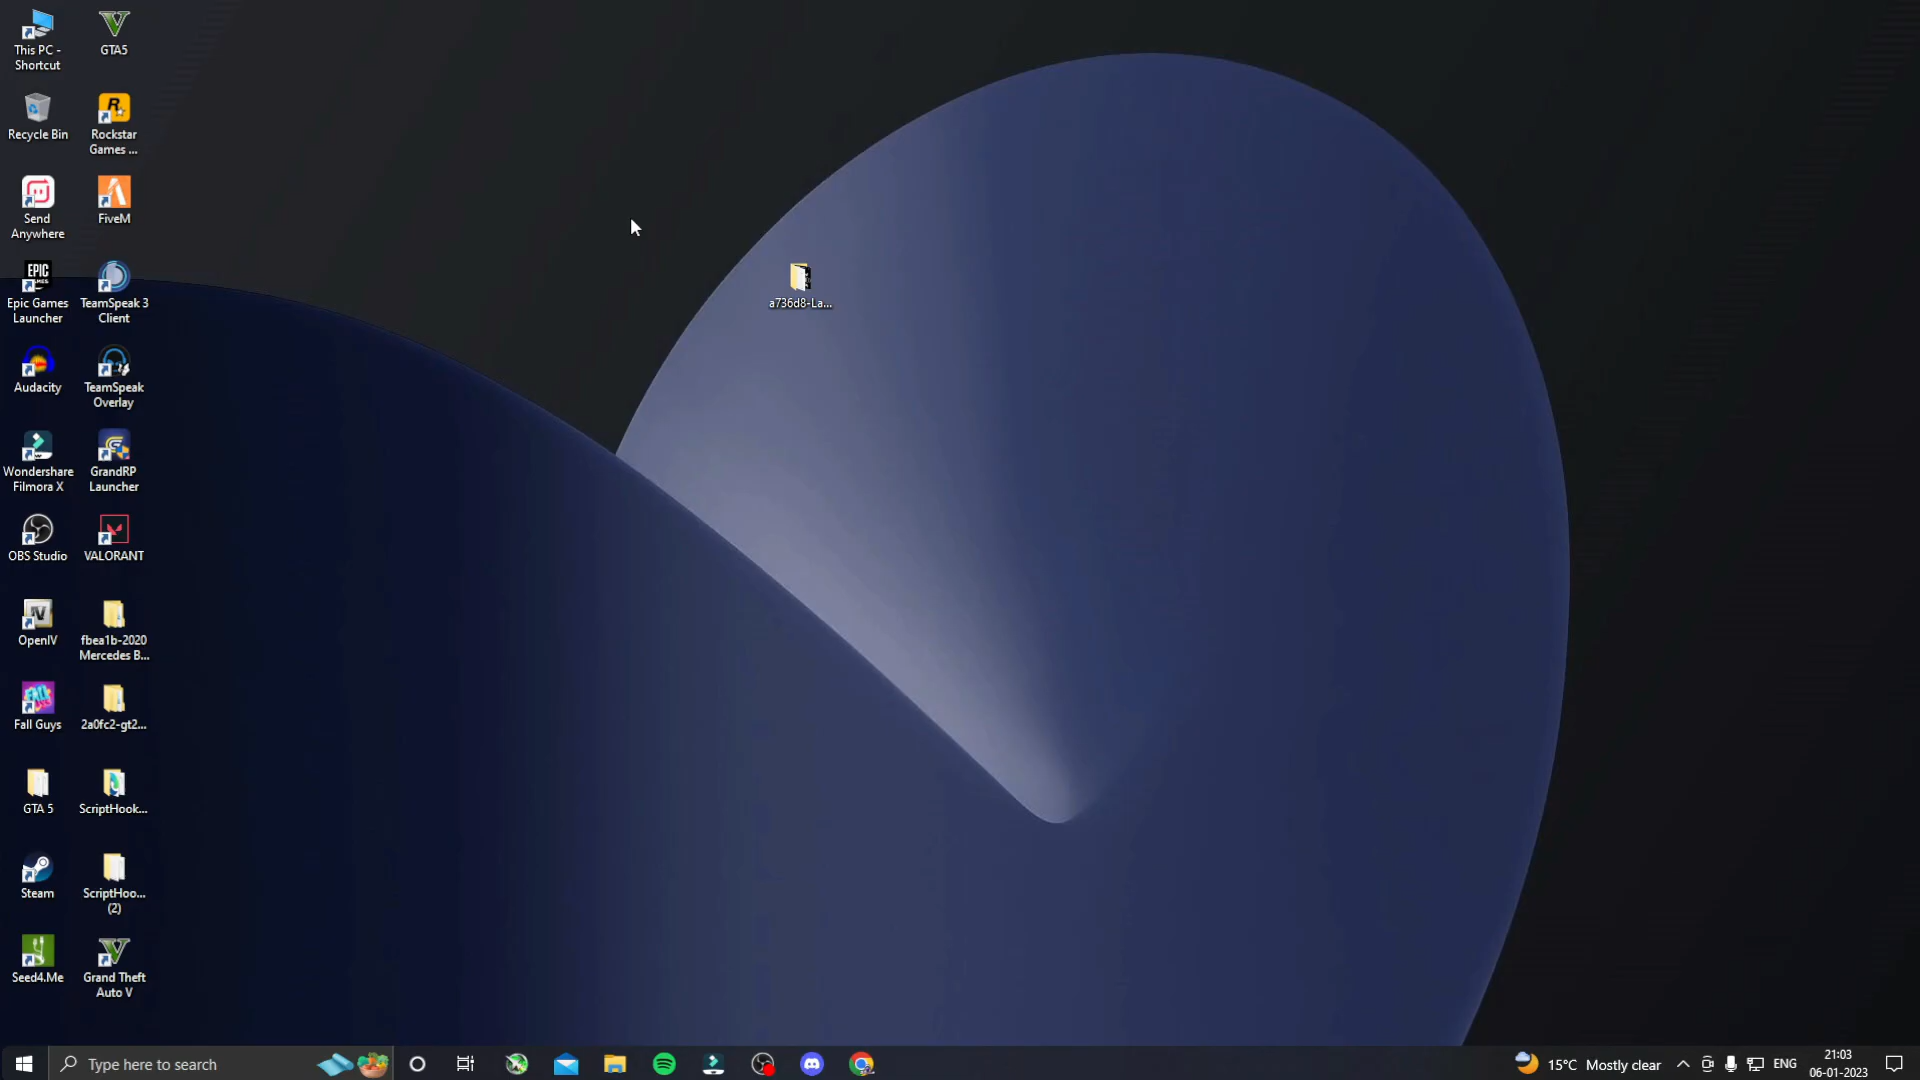 This PC -
Shortcut
GTA5
Recycle Bin
Rockstar
Games ...
Send
Anywhere
FiveM
EPIC
GAMES
Epic Games
Launcher
TeamSpeak 3
Client
Audacity
TeamSpeak
Overlay
Wondershare
Filmora X
GrandRP
Launcher
OBS Studio
VALORANT
OpenIV
fbea1b-2020
Mercedes B...
Fall Guys
2a0fc2-gt2...
GTA 5
ScriptHook...
Steam
ScriptHoo...
(2)
Seed4.Me
Grand Theft
Auto V
a736d8-La...
Type here to search
15°C Mostly clear
ENG
21:03
06-01-2023